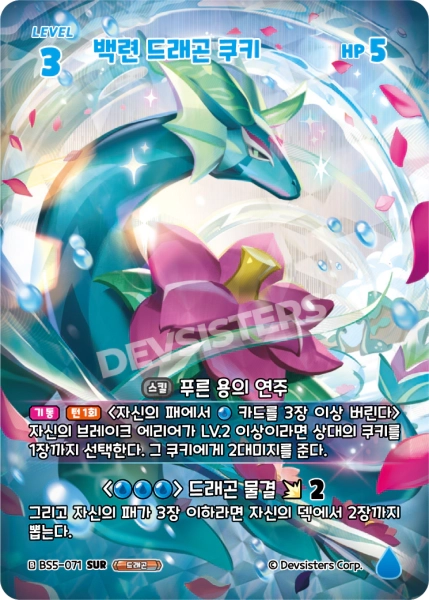 LEVEL
3
백련 드래곤 쿠키
HP 5
DEVSISTERS
스킬 푸른 용의 연주
기동 턴 1회 <자신의 패에서 카드를 3장 이상 버린다>
자신의 브레이크 에리어가 LV.2 이상이라면 상대의 쿠키를
1장까지 선택한다. 그 쿠키에게 2대미지를 준다.
< > 드래곤 물결 2
그리고 자신의 패가 3장 이하라면 자신의 덱에서 2장까지
뽑는다.
B BS5-071 SUR 드래곤
© Devsisters Corp.